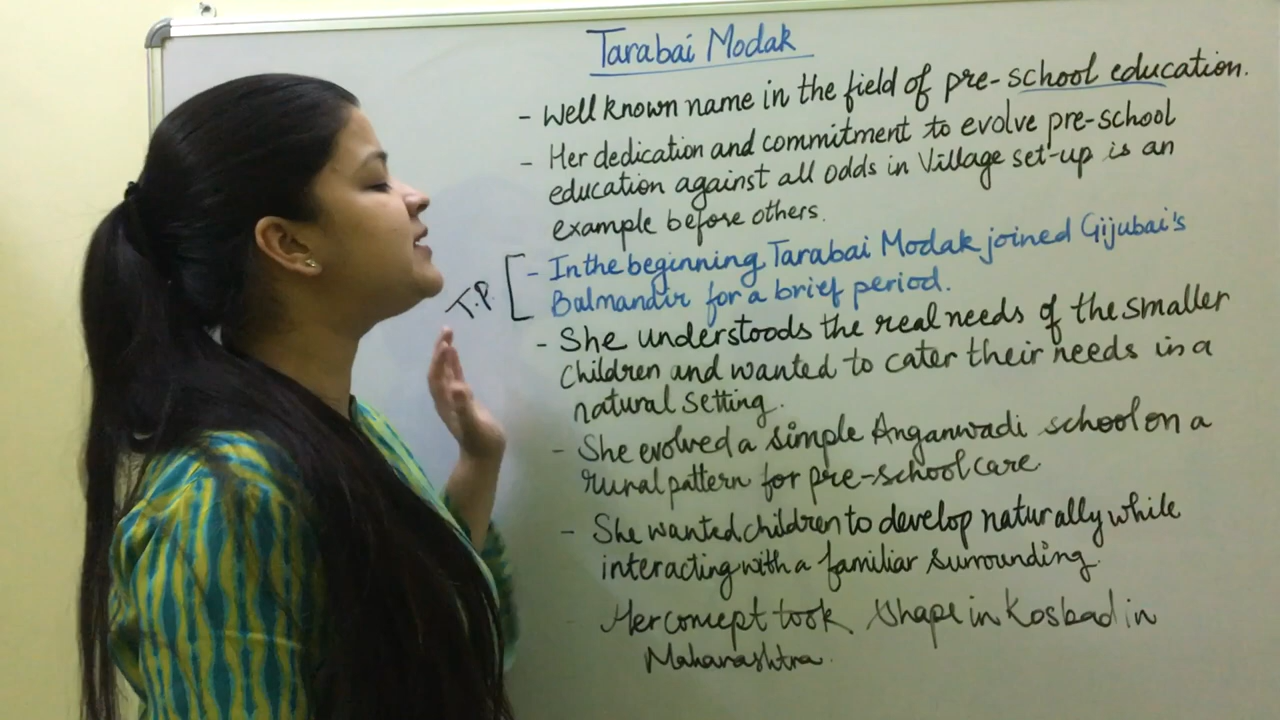 Tarabai Modak
- Well known name in the field of pre-school education.
- Her dedication and commitment to evolve pre-school
education against all odds in Village set-up is an
example before others.
T.P.
- In the beginning Tarabai Modak joined Gijubai's
Balmandir for a brief period.
- She understoods the real needs of the smaller
children and wanted to cater their needs in a
natural setting.
- She evolved a simple Anganwadi school on a
rural pattern for pre-school care.
- She wanted children to develop naturally while
interacting with a familiar surrounding.
Her concept took shape in Kosbad in
Maharashtra.